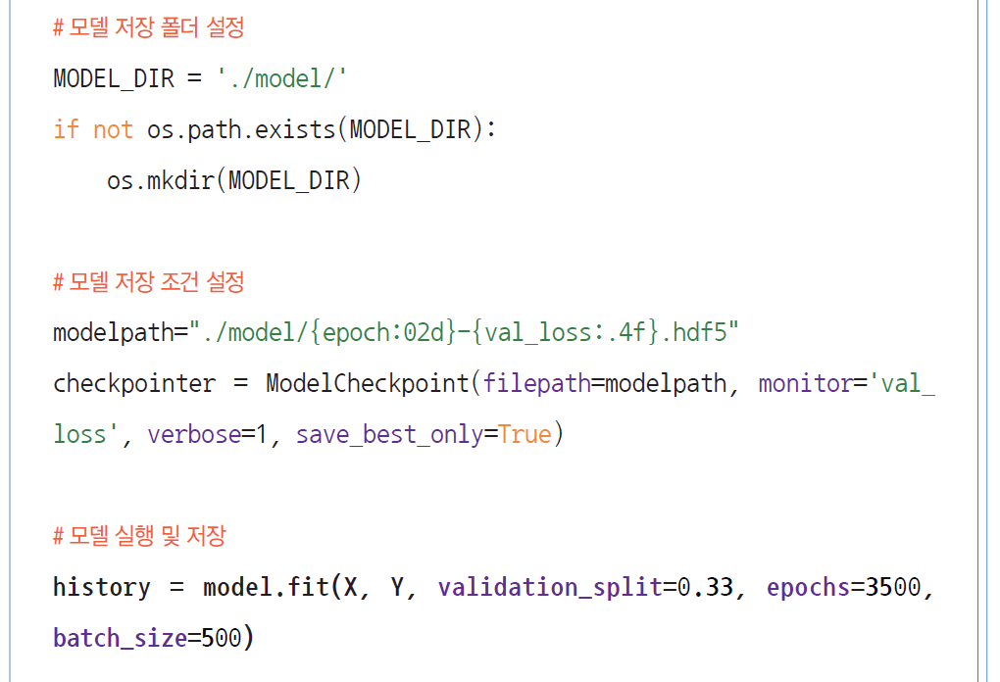 # 모델 저장 폴더 설정
MODEL_DIR = './model/'
if not os.path.exists(MODEL_DIR):
    os.mkdir(MODEL_DIR)
# 모델 저장 조건 설정
modelpath="./model/{epoch:02d}-{val_loss:.4f}.hdf5"
checkpointer = ModelCheckpoint(filepath=modelpath, monitor='val_
loss', verbose=1, save_best_only=True)
# 모델 실행 및 저장
history = model.fit(X, Y, validation_split=0.33, epochs=3500,
batch_size=500)